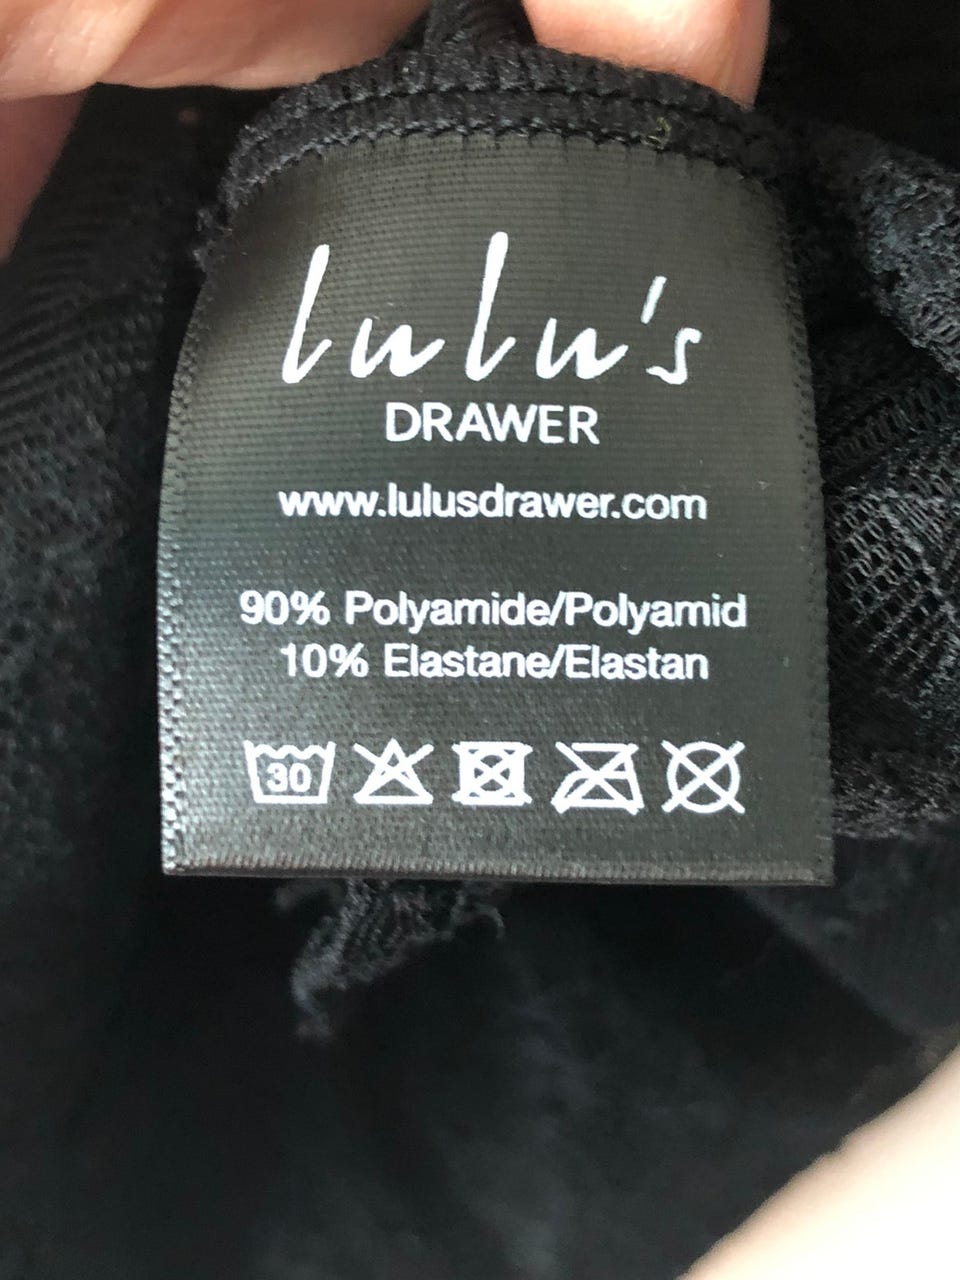 lulu's
DRAWER
www.lulusdrawer.com
90% Polyamide/Polyamid
10% Elastane/Elastan
30